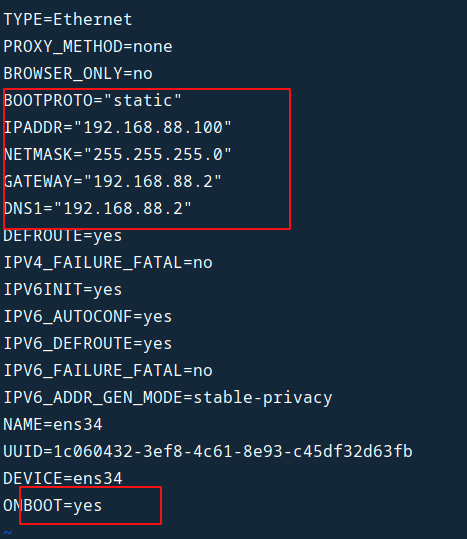 TYPE=Ethernet
PROXY_METHOD=none
BROWSER_ONLY=no
BOOTPROTO="static"
IPADDR="192.168.88.100"
NETMASK="255.255.255.0"
GATEWAY="192.168.88.2"
DNS1="192.168.88.2"
DEFROUTE=yes
IPV4_FAILURE_FATAL=no
IPV6INIT=yes
IPV6_AUTOCONF=yes
IPV6_DEFROUTE=yes
IPV6_FAILURE_FATAL=no
IPV6_ADDR_GEN_MODE=stable-privacy
NAME=ens34
UUID=1c060432-3ef8-4c61-8e93-c45df32d63fb
DEVICE=ens34
ONBOOT=yes
~